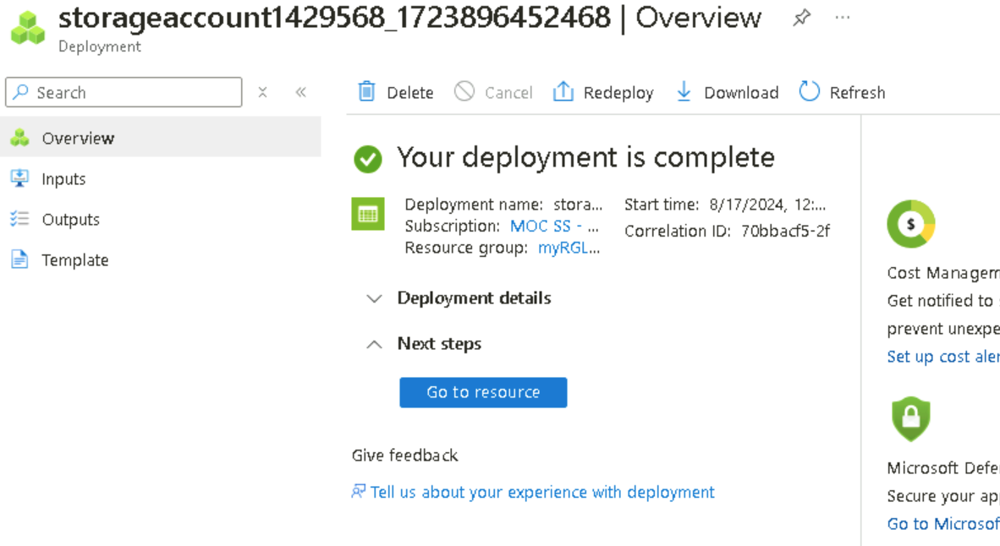 storageaccount1429568_1723896452468 | Overview
Deployment
Search
Overview
Inputs
Outputs
Template
Delete Cancel Redeploy Download Refresh
Your deployment is complete
Deployment name: stora...
Subscription: MOC SS - ...
Resource group: myRGL...
Start time: 8/17/2024, 12:...
Correlation ID: 70bbacf5-2f
Deployment details
Next steps
Go to resource
Give feedback
Tell us about your experience with deployment
$
Cost Managem
Get notified to
prevent unexpe
Set up cost aler
Microsoft Defe
Secure your app
Go to Microsof